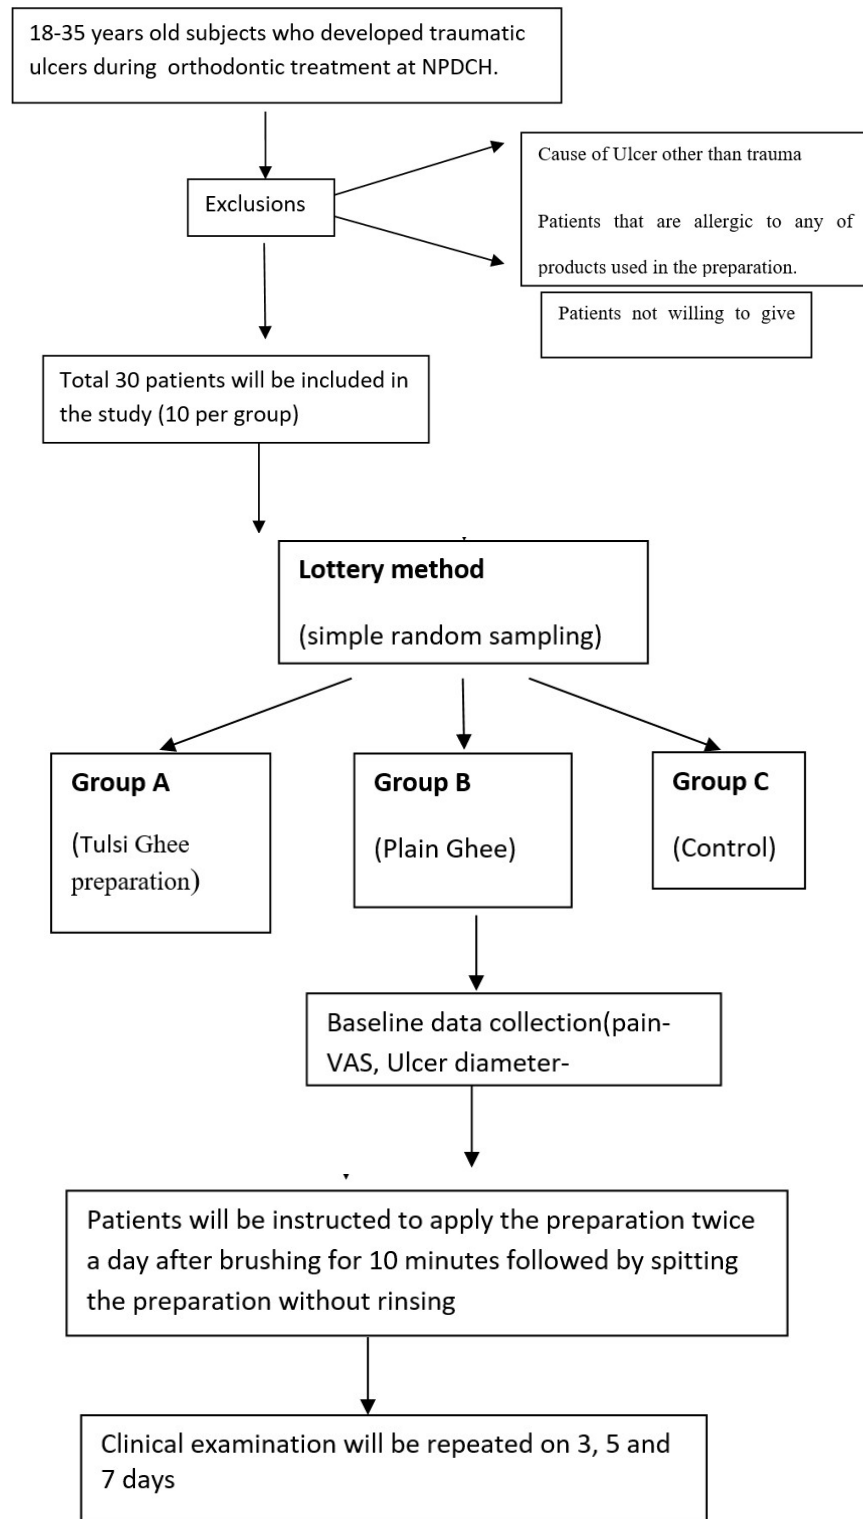 18-35 years old subjects who developed traumatic
ulcers during orthodontic treatment at NPDCH.
Exclusions
Cause of Ulcer other than trauma
Patients that are allergic to any of
products used in the preparation.
Patients not willing to give
Total 30 patients will be included in
the study (10 per group)
Lottery method
(simple random sampling)
Group A
(Tulsi Ghee
preparation)
Group B
(Plain Ghee)
Group C
(Control)
Baseline data collection(pain-
VAS, Ulcer diameter-
Patients will be instructed to apply the preparation twice
a day after brushing for 10 minutes followed by spitting
the preparation without rinsing
Clinical examination will be repeated on 3, 5 and
7 days